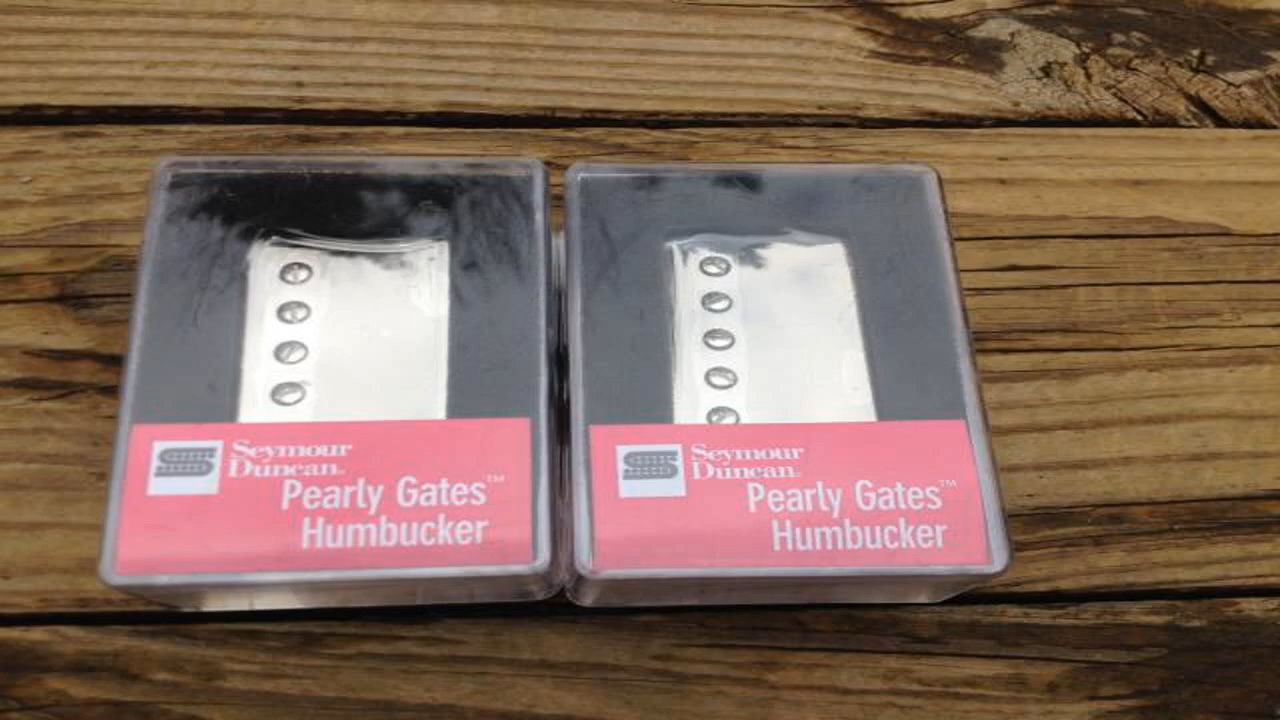 Seymour
Duncan.
Pearly Gates™
Humbucker
Seymour
Duncan.
Pearly Gates™
Humbucker